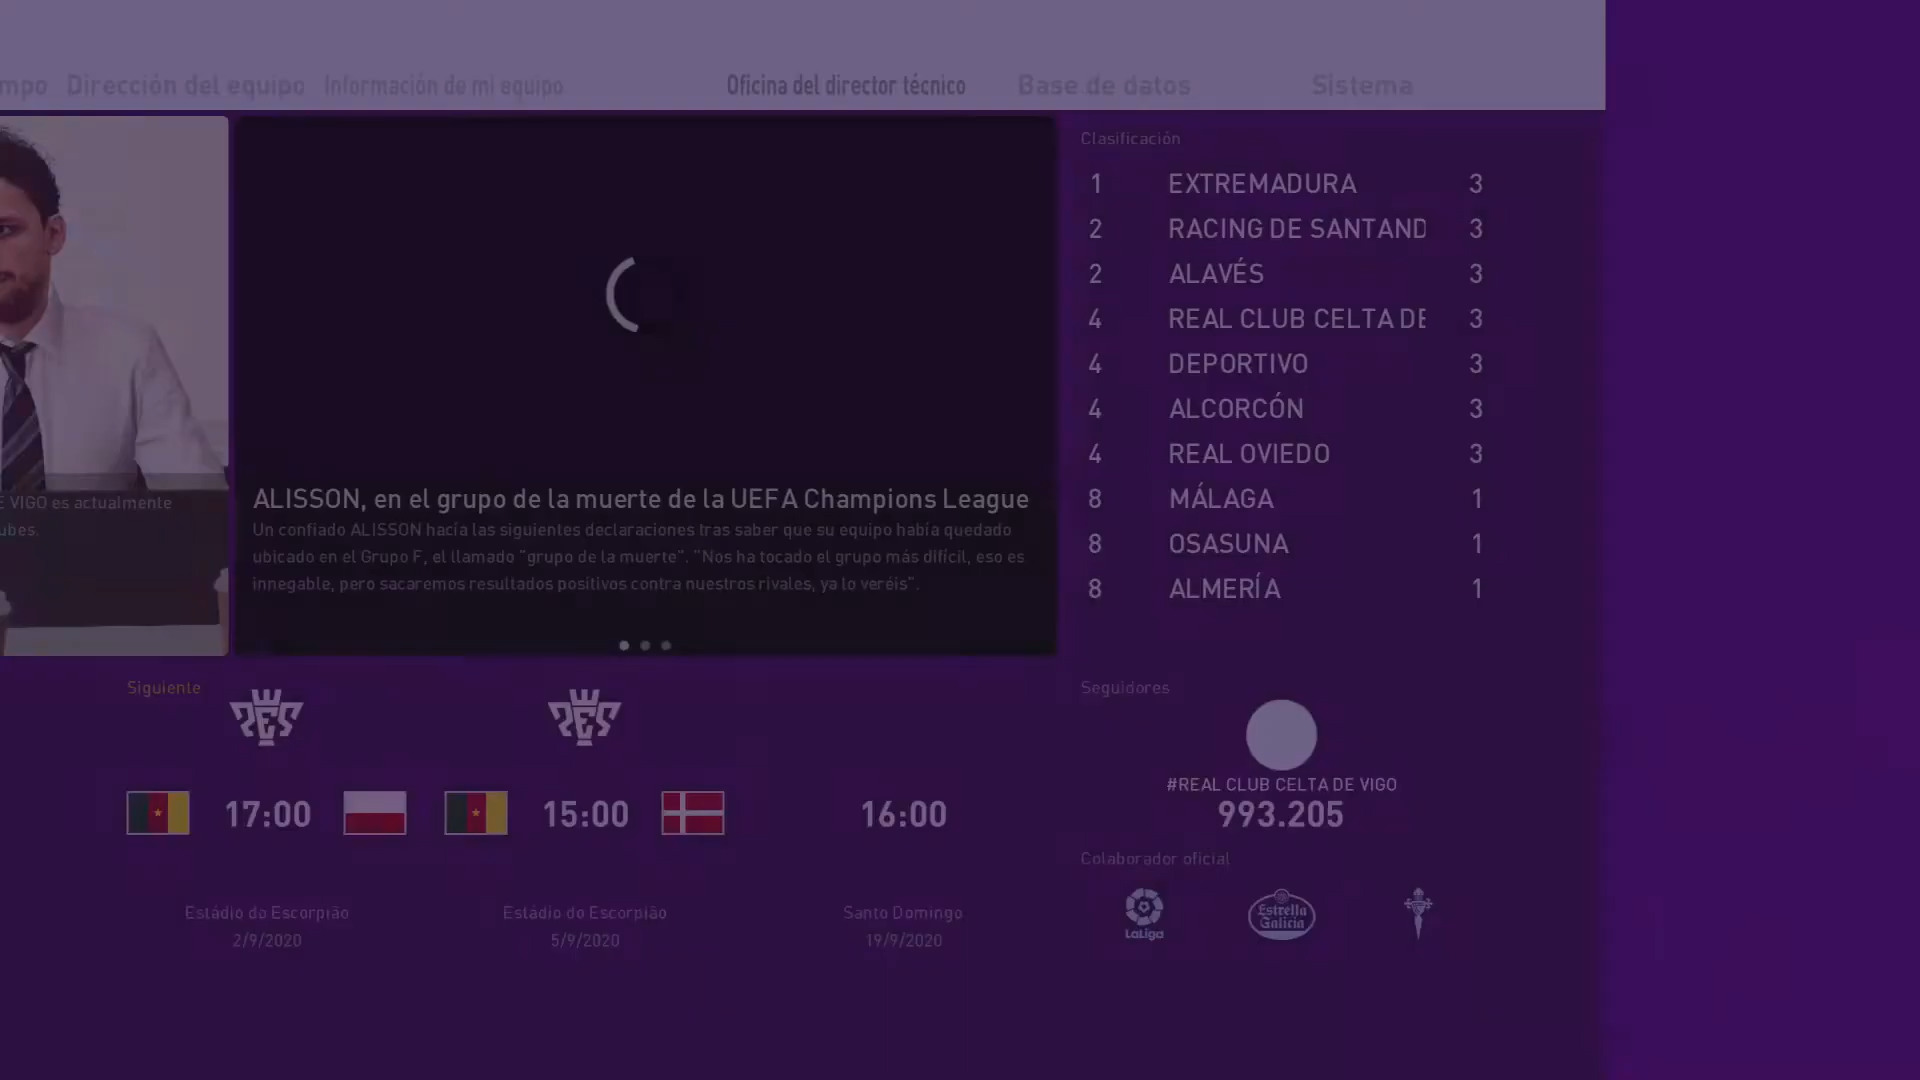 mpo Dirección del equipo Información de mi equipo Oficina del director técnico Base de datos Sistema
E VIGO es actualmente
ubes.
ALISSON, en el grupo de la muerte de la UEFA Champions League
Un confiado ALISSON hacía las siguientes declaraciones tras saber que su equipo había quedado
ubicado en el Grupo F, el llamado "grupo de la muerte". "Nos ha tocado el grupo más difícil, eso es
innegable, pero sacaremos resultados positivos contra nuestros rivales, ya lo veréis".
Clasificación
1 EXTREMADURA 3
2 RACING DE SANTAND 3
2 ALAVÉS 3
4 REAL CLUB CELTA DE 3
4 DEPORTIVO 3
4 ALCORCÓN 3
4 REAL OVIEDO 3
8 MÁLAGA 1
8 OSASUNA 1
8 ALMERÍA 1
Siguiente
PES PES
17:00 15:00 16:00
Estádio do Escorpião Estádio do Escorpião Santo Domingo
2/9/2020 5/9/2020 19/9/2020
Seguidores
#REAL CLUB CELTA DE VIGO
993.205
Colaborador oficial
LaLiga
Estrella
Galicia